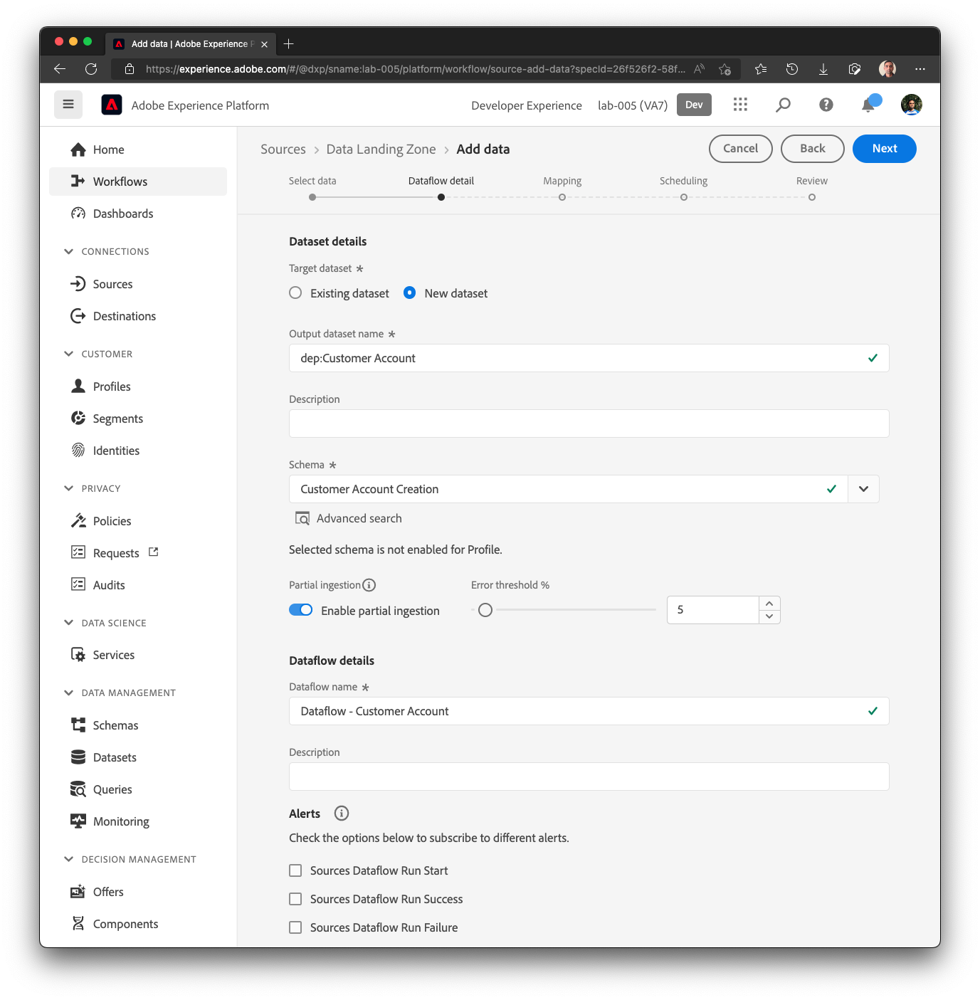 Add data | Adobe Experience P
https://experience.adobe.com/#/@dxp/sname:lab-005/platform/workflow/source-add-data?specId=26f526f2-58f...
Adobe Experience Platform
Developer Experience
lab-005 (VA7)
Dev
Home
Workflows
Dashboards
CONNECTIONS
Sources
Destinations
CUSTOMER
Profiles
Segments
Identities
PRIVACY
Policies
Requests
Audits
DATA SCIENCE
Services
DATA MANAGEMENT
Schemas
Datasets
Queries
Monitoring
DECISION MANAGEMENT
Offers
Components
Sources > Data Landing Zone > Add data
Cancel
Back
Next
Select data
Dataflow detail
Mapping
Scheduling
Review
Dataset details
Target dataset *
Existing dataset
New dataset
Output dataset name *
dep:Customer Account
Description
Schema *
Customer Account Creation
Advanced search
Selected schema is not enabled for Profile.
Partial ingestion
Error threshold %
Enable partial ingestion
5
Dataflow details
Dataflow name *
Dataflow - Customer Account
Description
Alerts
Check the options below to subscribe to different alerts.
Sources Dataflow Run Start
Sources Dataflow Run Success
Sources Dataflow Run Failure